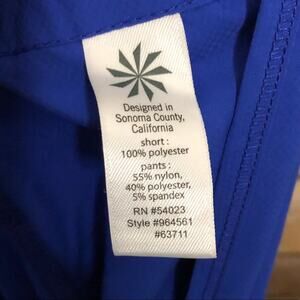 Designed in
Sonoma County,
California
short:
100% polyester
pants:
55% nylon,
40% polyester,
5% spandex
RN #54023
Style #964561
#63711